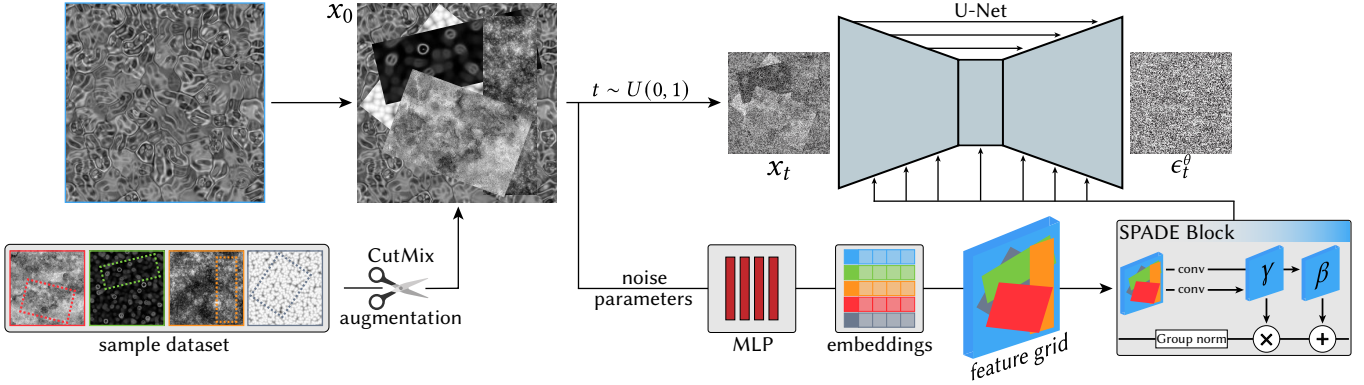 x₀
U-Net
t ~ U(0, 1)
xₜ
ϵₜᶿ
CutMix
augmentation
sample dataset
noise
parameters
MLP
embeddings
feature grid
SPADE Block
conv
conv
γ
β
Group norm
×
+